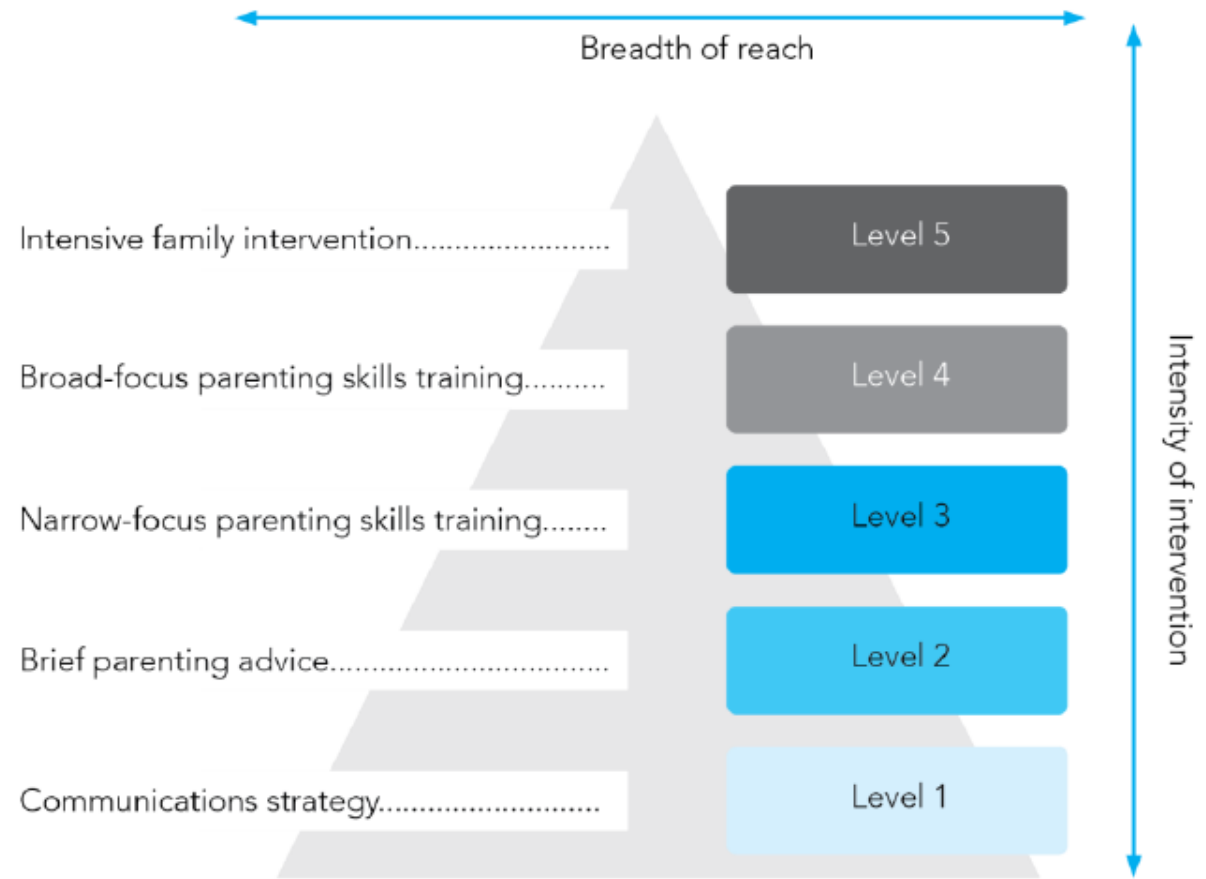 Breadth of reach
Intensive family intervention........................
Level 5
Broad-focus parenting skills training..........
Level 4
Intensity of intervention
Narrow-focus parenting skills training........
Level 3
Brief parenting advice..................................
Level 2
Communications strategy...........................
Level 1